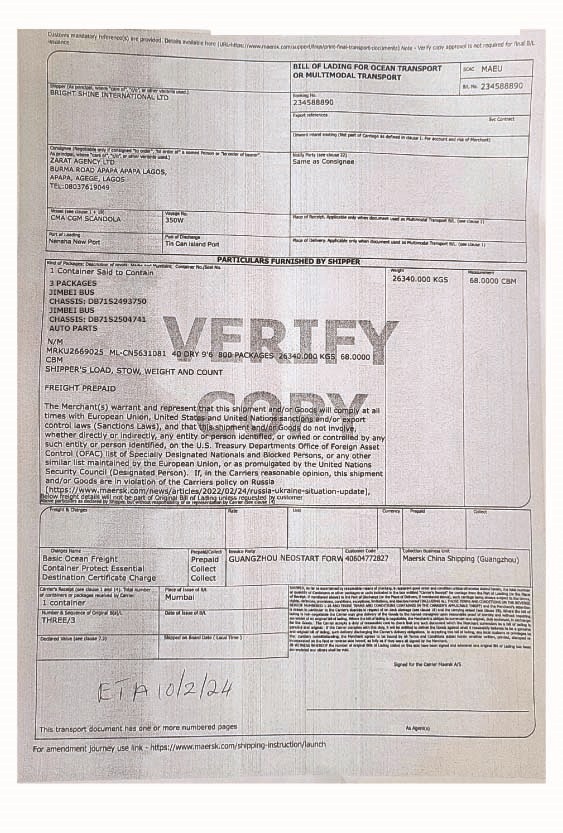 Customs mandatory reference(s) are provided. Details available here (URL=https://www.maersk.com/support/faqs/print-final-transport-documents) Note - Verify copy approval is not required for final B/L
issuance
BILL OF LADING FOR OCEAN TRANSPORT
OR MULTIMODAL TRANSPORT
SCAC MAEU
B/L No. 234588890
Shipper (As principal, where "care of", "c/o", or other variants used.)
BRIGHT SHINE INTERNATIONAL LTD
Booking No.
234588890
Export references
Svc Contract
Onward inland routing (Not part of Carriage as defined in clause 1. For account and risk of Merchant)
Consignee (Negotiable only if consigned "to order", "to order of" a named Person or "to order of bearer".
As principal, where "care of", "c/o", or other variants used.)
ZARAT AGENCY LTD
BURMA ROAD APAPA APAPA LAGOS,
APAPA, AGEGE, LAGOS
TEL:08037619049
Notify Party (see clause 22)
Same as Consignee
Vessel (see clause 1 + 19)
CMA CGM SCANDOLA
Voyage No.
350W
Place of Receipt. Applicable only when document used as Multimodal Transport B/L. (see clause 1)
Port of Loading
Nansha New Port
Port of Discharge
Tin Can Island Port
Place of Delivery. Applicable only when document used as Multimodal Transport B/L. (see clause 1)
PARTICULARS FURNISHED BY SHIPPER
Kind of Packages; Description of goods; Marks and Numbers; Container No./Seal No.
Weight
Measurement
1 Container Said to Contain
26340.000 KGS
68.0000 CBM
3 PACKAGES
JIMBEI BUS
CHASSIS: DB7152493750
JIMBEI BUS
CHASSIS: DB7152504741
AUTO PARTS
VERIFY
COPY
N/M
MRKU2669025 ML-CN5631081 40 DRY 9'6 800 PACKAGES 26340.000 KGS 68.0000
CBM
SHIPPER'S LOAD, STOW, WEIGHT AND COUNT
FREIGHT PREPAID
The Merchant(s) warrant and represent that this shipment and/or Goods will comply at all
times with European Union, United States and United Nations sanctions and/or export
control laws (Sanctions Laws), and that this shipment and/or Goods do not involve,
whether directly or indirectly, any entity or person identified, or owned or controlled by
any such entity or person identified, on the U.S. Treasury Departments Office of Foreign Asset
Control (OFAC) list of Specially Designated Nationals and Blocked Persons, or any other
similar list maintained by the European Union, or as promulgated by the United Nations
Security Council (Designated Person). If, in the Carriers reasonable opinion, this shipment
and/or Goods are in violation of the Carriers policy on Russia
[https://www.maersk.com/news/articles/2022/02/24/russia-ukraine-situation-update],
Below freight details will not be part of Original Bill of Lading unless requested by customer
Above particulars as declared by Shipper, but without responsibility of or representation by Carrier (see clause 14)
Freight & Charges
Rate
Unit
Currency
Prepaid
Collect
Charges Name
Prepaid/Collect
Invoice Party
Customer Code
Collection Business Unit
Basic Ocean Freight
Prepaid
GUANGZHOU NEOSTART FORW
40604772827
Maersk China Shipping (Guangzhou)
Container Protect Essential
Collect
Destination Certificate Charge
Collect
Carrier's Receipt (see clause 1 and 14). Total number
of containers or packages received by Carrier.
1 container
Place of Issue of B/L
Mumbai
Number & Sequence of Original B(s)/L
THREE/3
Date of Issue of B/L
Declared Value (see clause 7.3)
Shipped on Board Date (Local Time)
Signed for the Carrier Maersk A/S
ETA 10/2/24
As Agent(s)
This transport document has one or more numbered pages
For amendment journey use link - https://www.maersk.com/shipping-instruction/launch